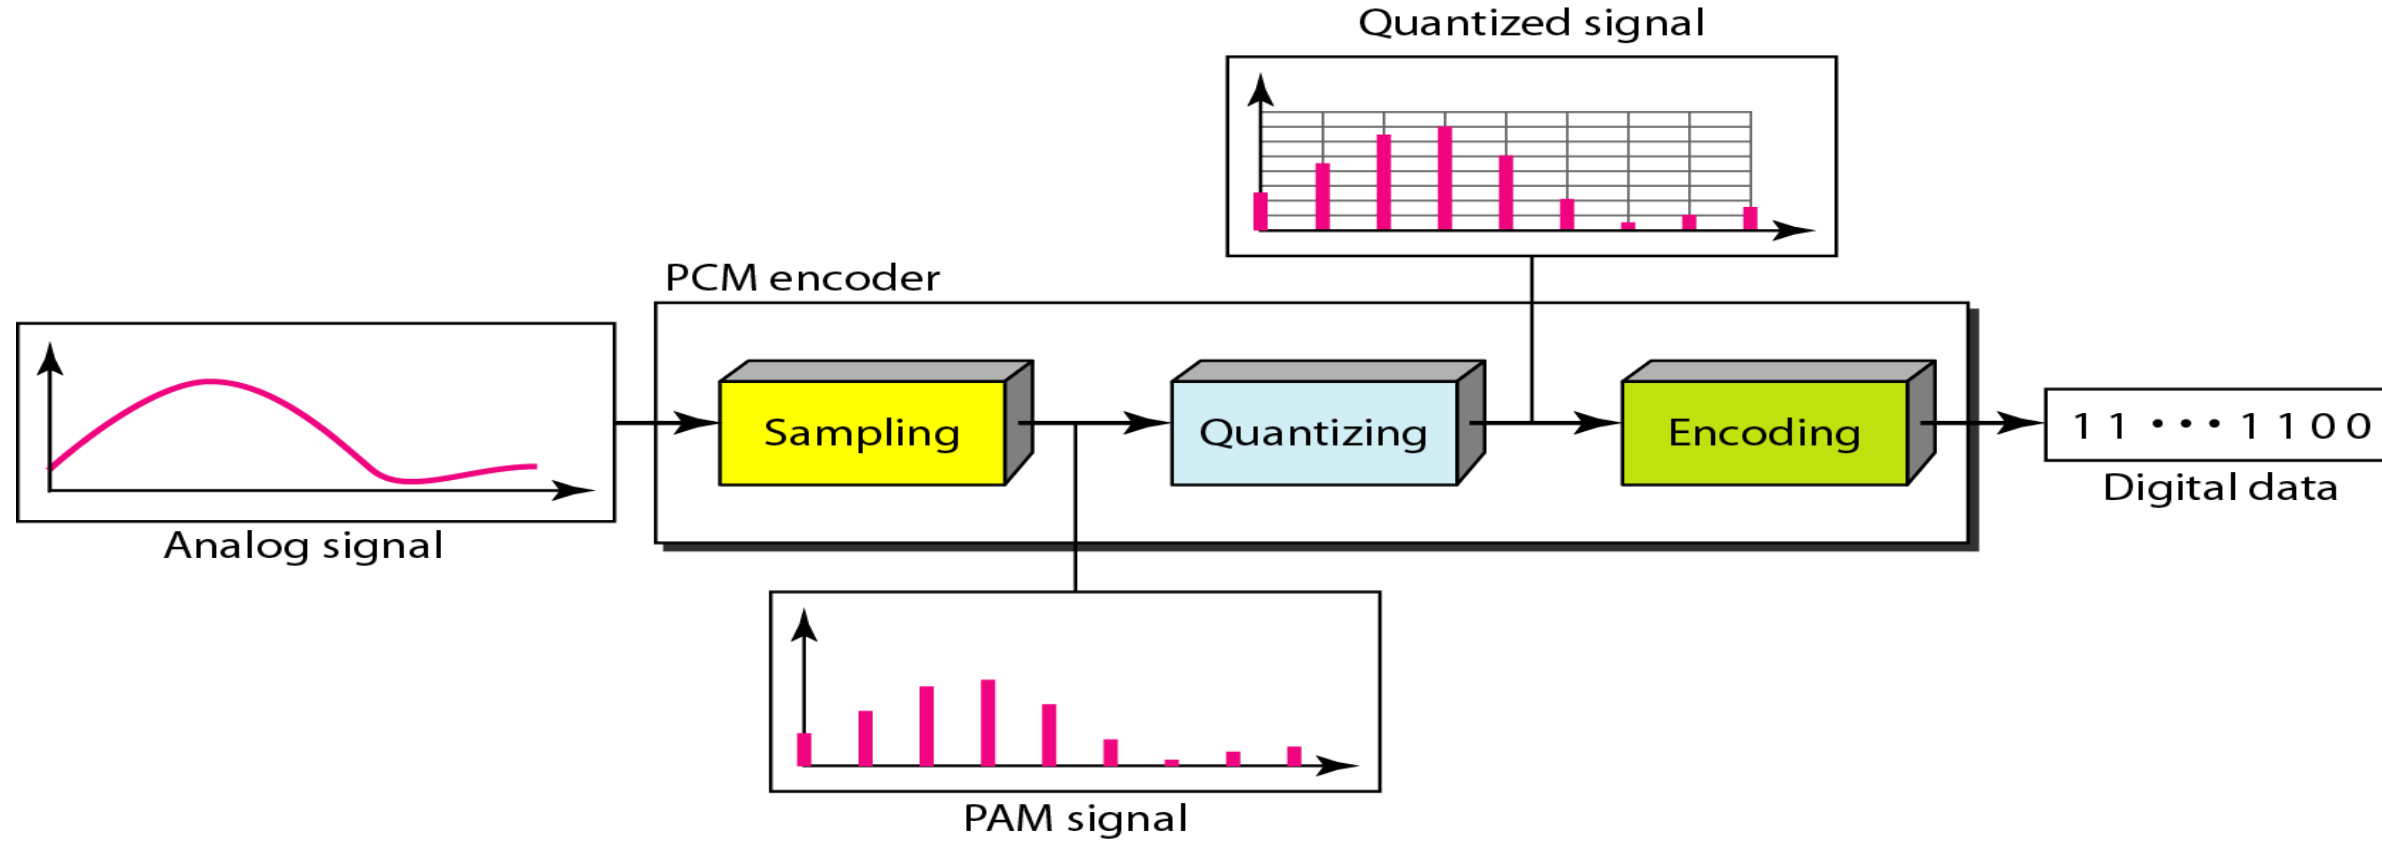 Quantized signal
PCM encoder
Sampling
Quantizing
Encoding
1 1 • • • 1 1 0 0
Digital data
Analog signal
PAM signal